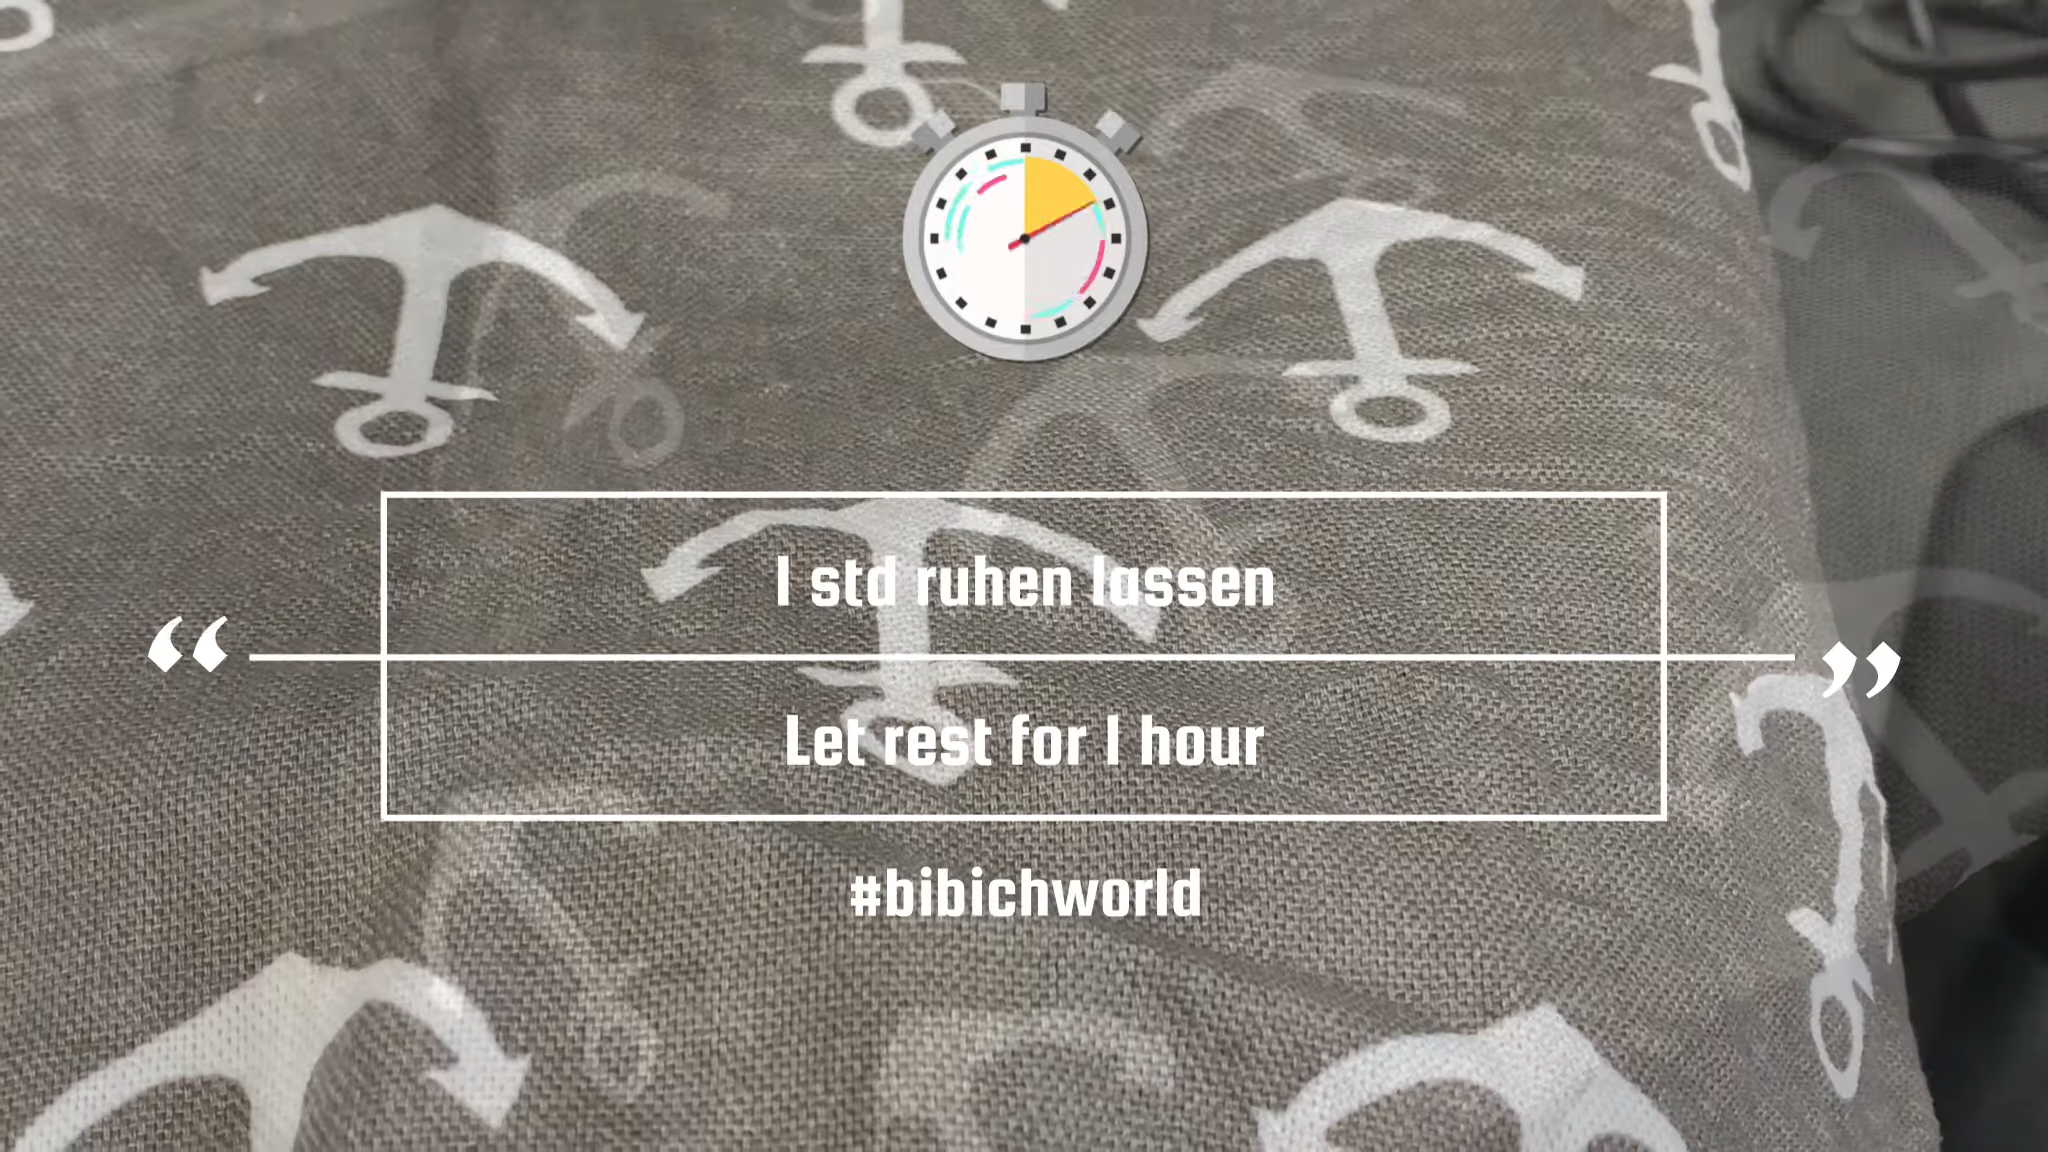 1 std ruhen lassen
“ ”
Let rest for 1 hour
#bibichworld